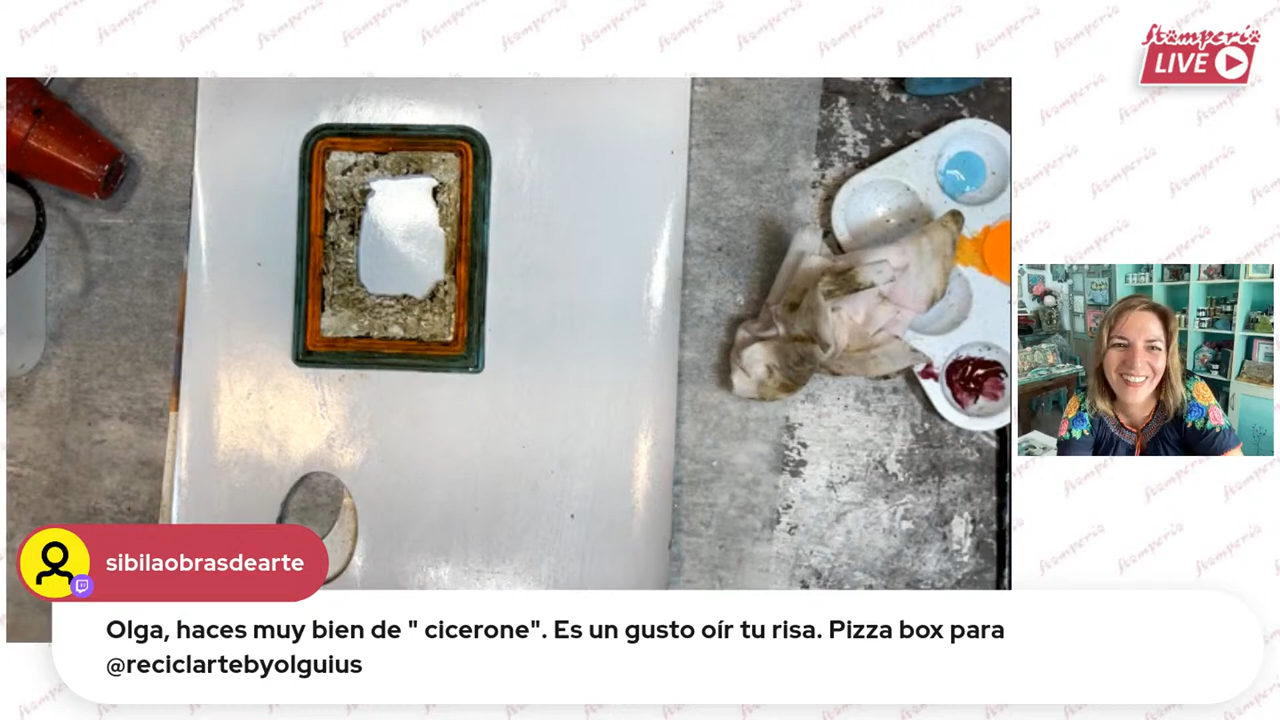 Stamperia
LIVE
sibilaobrasdearte
Olga, haces muy bien de " cicerone". Es un gusto oír tu risa. Pizza box para
@reciclartebyolguius